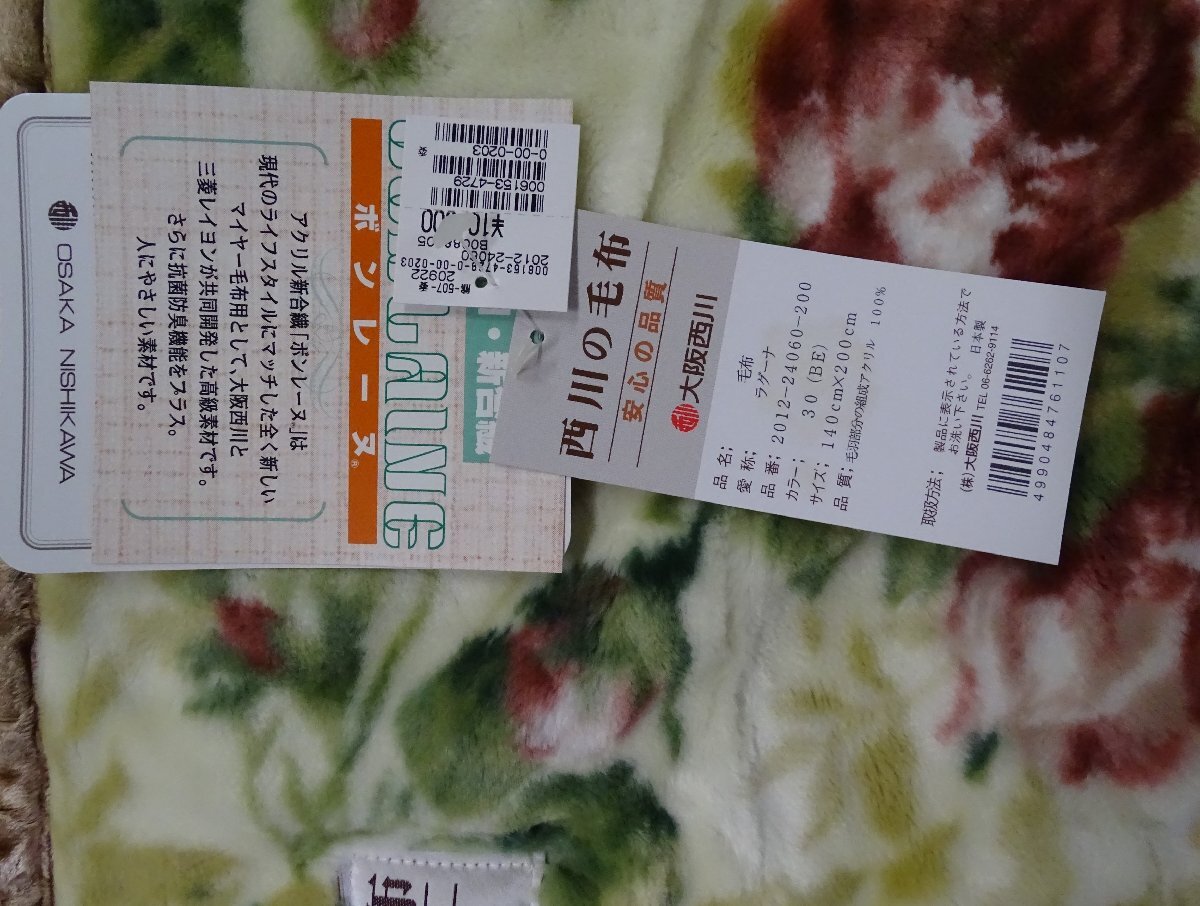 西川 OSAKA NISHIKAWA
ボンレーヌ®
アクリル新合繊「ボンレーヌ®」は
現代のライフスタイルにマッチした全く新しい
マイヤー毛布用として、大阪西川と
三菱レイヨンが共同開発した高級素材です。
さらに抗菌防臭機能をプラス。
人にやさしい素材です。
0-00-0203
006153-4729
2012-24060
20922
西川の毛布
安心の品質
大阪西川
品名; 毛布
愛称; ラグーナ
品番; 2012-24060-200
カラー; 30 (BE)
サイズ; 140cm×200cm
品質; 毛羽部分の組成アクリル 100%
取扱方法; 製品に表示されている方法で
お洗い下さい。 日本製
(株)大阪西川 TEL 06-6262-9114
4990484761107